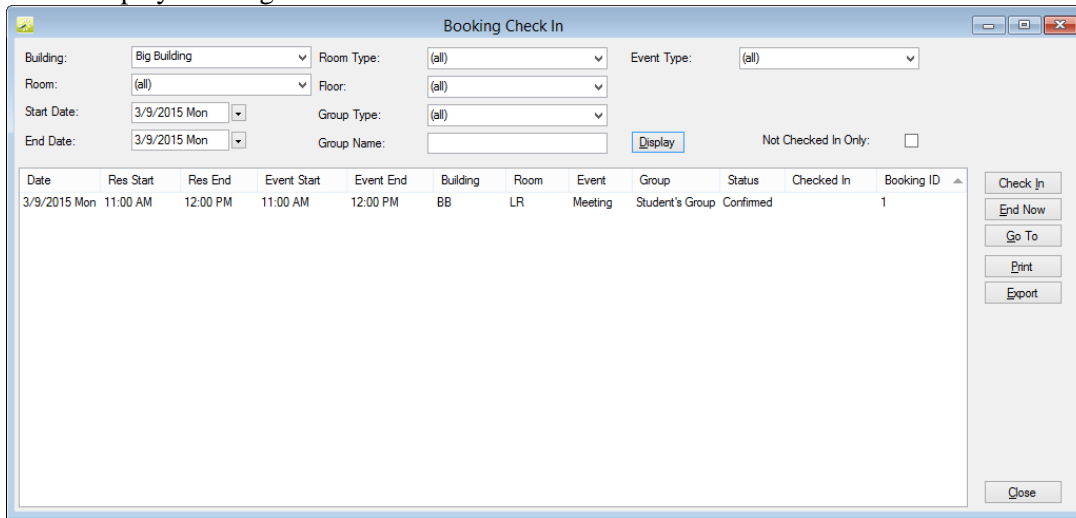 Booking Check In
Building: Big Building Room Type: (all) Event Type: (all)
Room: (all) Floor: (all)
Start Date: 3/9/2015 Mon Group Type: (all)
End Date: 3/9/2015 Mon Group Name: Display Not Checked In Only:
Date Res Start Res End Event Start Event End Building Room Event Group Status Checked In Booking ID
3/9/2015 Mon 11:00 AM 12:00 PM 11:00 AM 12:00 PM BB LR Meeting Student's Group Confirmed 1
Check In
End Now
Go To
Print
Export
Close